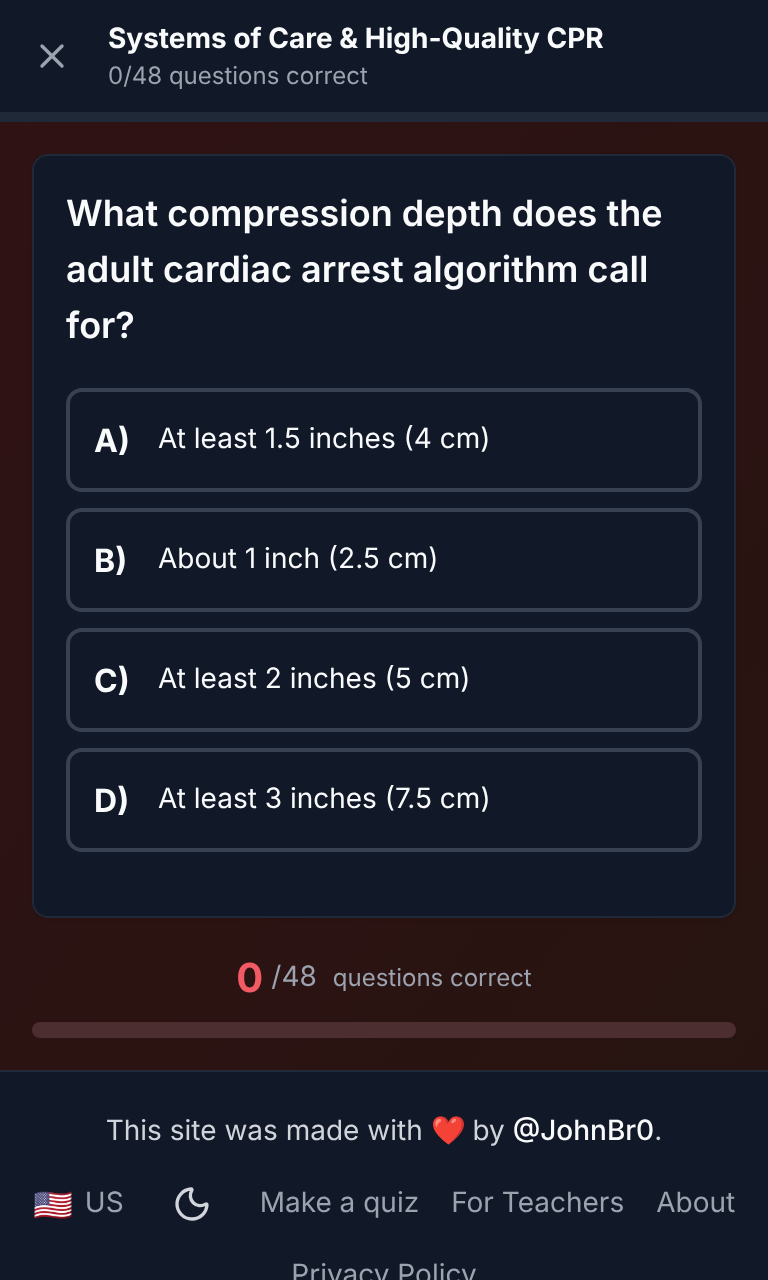 Systems of Care & High-Quality CPR
0/48 questions correct
What compression depth does the
adult cardiac arrest algorithm call
for?
A) At least 1.5 inches (4 cm)
B) About 1 inch (2.5 cm)
C) At least 2 inches (5 cm)
D) At least 3 inches (7.5 cm)
0 /48 questions correct
This site was made with ❤️ by @JohnBr0.
🇺🇸 US Make a quiz For Teachers About
Privacy Policy